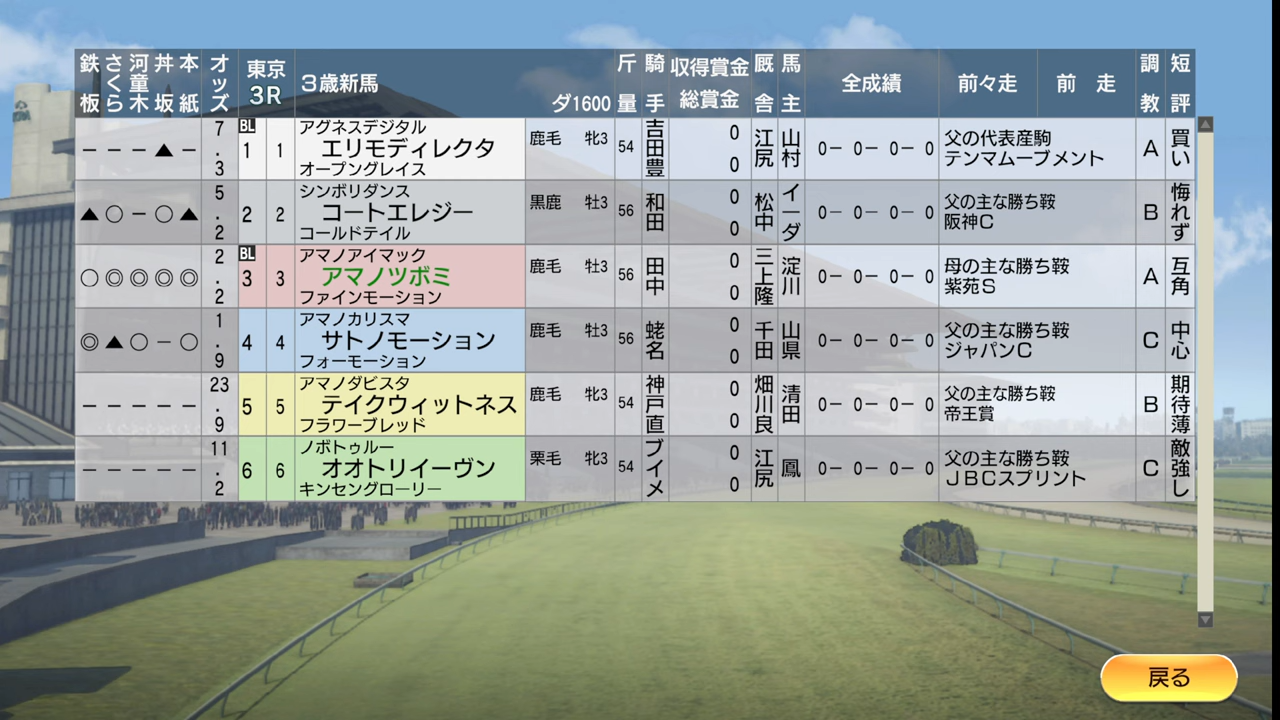 鉄板 さくら 河童木 井坂 本紙 オッズ 東京 3R 3歳新馬 ダ1600 斤量 騎手 収得賞金 総賞金 厩舎 馬主 全成績 前々走 前走 調教 短評
―――▲― 7.3 BL 1 1 アグネスデジタル 鹿毛 牝3 54 吉田豊 0 江尻 山村 0― 0― 0― 0 父の代表産駒 A 買い
エリモディレクタ テンマムーブメント
オープングレイス 0
▲○―○▲ 5.2 2 2 シンボリダンス 黒鹿 牡3 56 和田 0 松中 イーダ 0― 0― 0― 0 父の主な勝ち鞍 B 悔れず
コートエレジー 阪神C
コールドテイル 0
○◎◎◎◎ 2.2 BL 3 3 アマノアイマック 鹿毛 牡3 56 田中 0 三上隆 淀川 0― 0― 0― 0 母の主な勝ち鞍 A 互角
アマノツボミ 紫苑S
ファインモーション 0
◎▲○―○ 1.9 4 4 アマノカリスマ 鹿毛 牡3 56 蛯名 0 千田 山県 0― 0― 0― 0 父の主な勝ち鞍 C 中心
サトノモーション ジャパンC
フォーモーション 0
――――― 23.9 5 5 アマノダビスタ 鹿毛 牝3 54 神戸直 0 畑川良 清田 0― 0― 0― 0 父の主な勝ち鞍 B 期待薄
テイクウィットネス 帝王賞
フラワーブレッド 0
――――― 11.2 6 6 ノボトゥルー 栗毛 牝3 54 ブイメ 0 江尻 鳳 0― 0― 0― 0 父の主な勝ち鞍 C 敵強し
オオトリイーヴン JBCスプリント
キンセングローリー 0
戻る